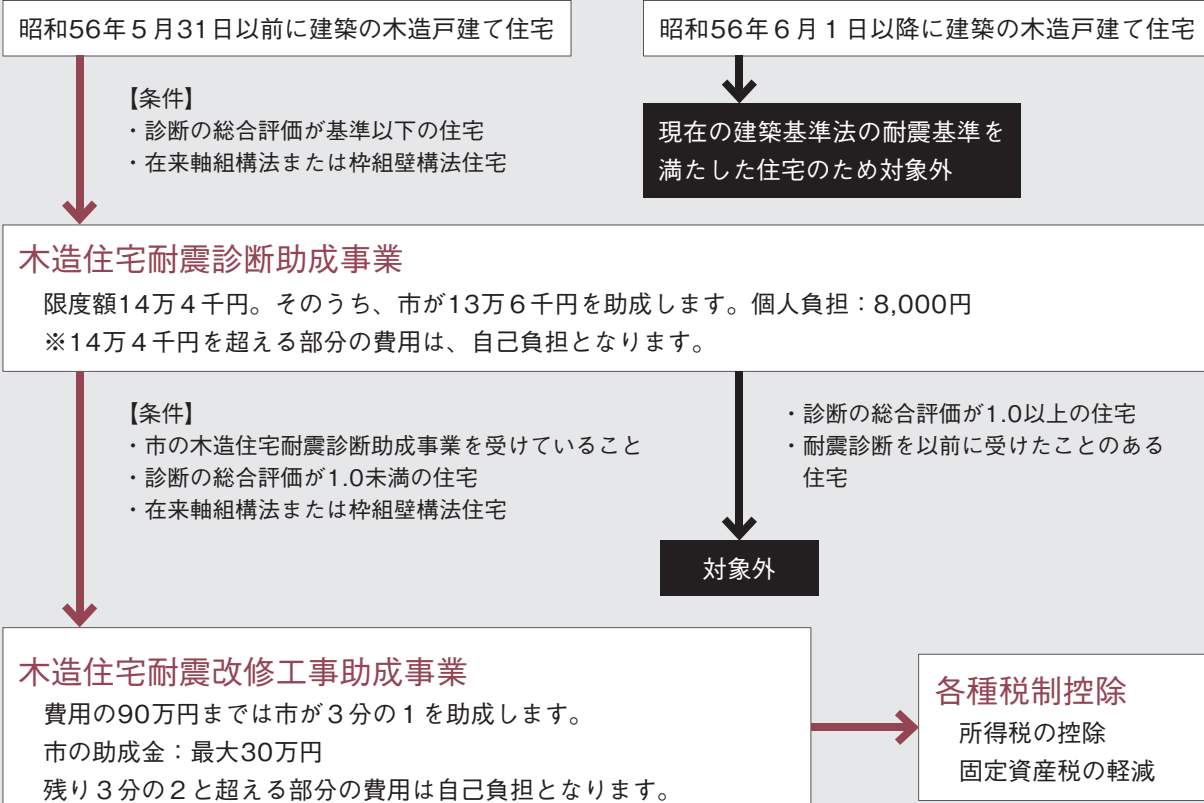 昭和56年5月31日以前に建築の木造戸建て住宅
昭和56年6月1日以降に建築の木造戸建て住宅
【条件】
・診断の総合評価が基準以下の住宅
・在来軸組構法または枠組壁構法住宅
現在の建築基準法の耐震基準を
満たした住宅のため対象外
木造住宅耐震診断助成事業
限度額14万4千円。そのうち、市が13万6千円を助成します。個人負担：8,000円
※14万4千円を超える部分の費用は、自己負担となります。
【条件】
・市の木造住宅耐震診断助成事業を受けていること
・診断の総合評価が1.0未満の住宅
・在来軸組構法または枠組壁構法住宅
・診断の総合評価が1.0以上の住宅
・耐震診断を以前に受けたことのある
住宅
対象外
木造住宅耐震改修工事助成事業
費用の90万円までは市が3分の1を助成します。
市の助成金：最大30万円
残り3分の2と超える部分の費用は自己負担となります。
各種税制控除
所得税の控除
固定資産税の軽減